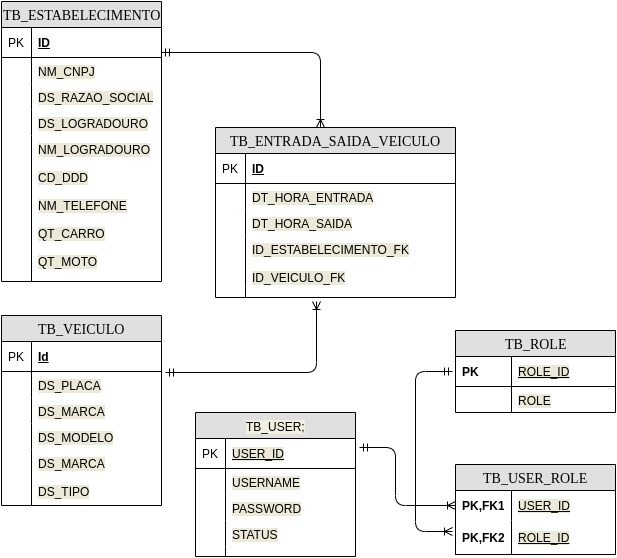 TB_ESTABELECIMENTO
PK ID
NM_CNPJ
DS_RAZAO_SOCIAL
DS_LOGRADOURO
NM_LOGRADOURO
CD_DDD
NM_TELEFONE
QT_CARRO
QT_MOTO
TB_ENTRADA_SAIDA_VEICULO
PK ID
DT_HORA_ENTRADA
DT_HORA_SAIDA
ID_ESTABELECIMENTO_FK
ID_VEICULO_FK
TB_VEICULO
PK Id
DS_PLACA
DS_MARCA
DS_MODELO
DS_MARCA
DS_TIPO
TB_USER;
PK USER_ID
USERNAME
PASSWORD
STATUS
TB_ROLE
PK ROLE_ID
ROLE
TB_USER_ROLE
PK,FK1 USER_ID
PK,FK2 ROLE_ID